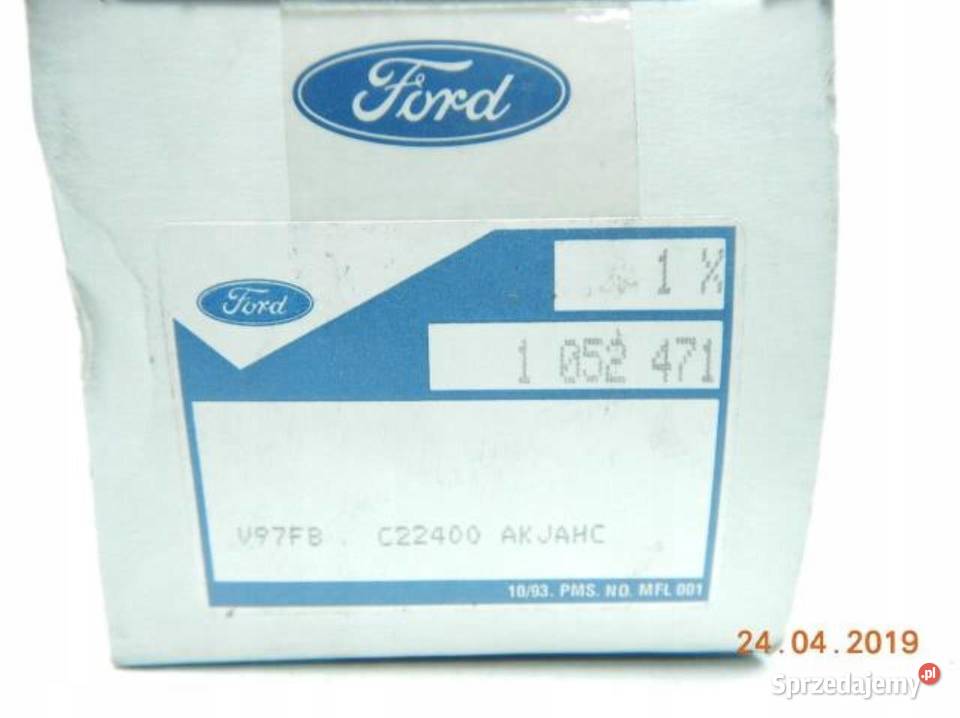 Ford
Ford
1 X
1 052 471
V97FB C22400 AKJAHC
10/93. PMS. NO. MFL 001
24.04.2019
Sprzedajemy.pl